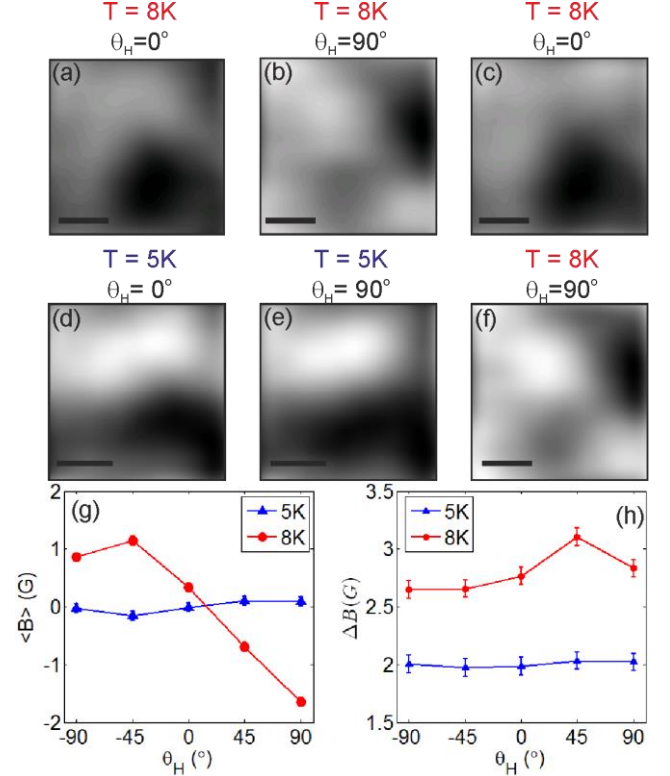 T = 8K T = 8K T = 8K
θH=0° θH=90° θH=0°
(a) (b) (c)
T = 5K T = 5K T = 8K
θH= 0° θH= 90° θH=90°
(d) (e) (f)
(g) 5K 8K
2
1
0
-1
-2
<B> (G)
-90 -45 0 45 90
θH (°)
(h) 5K 8K
3.5
3
2.5
2
1.5
ΔB(G)
-90 -45 0 45 90
θH (°)